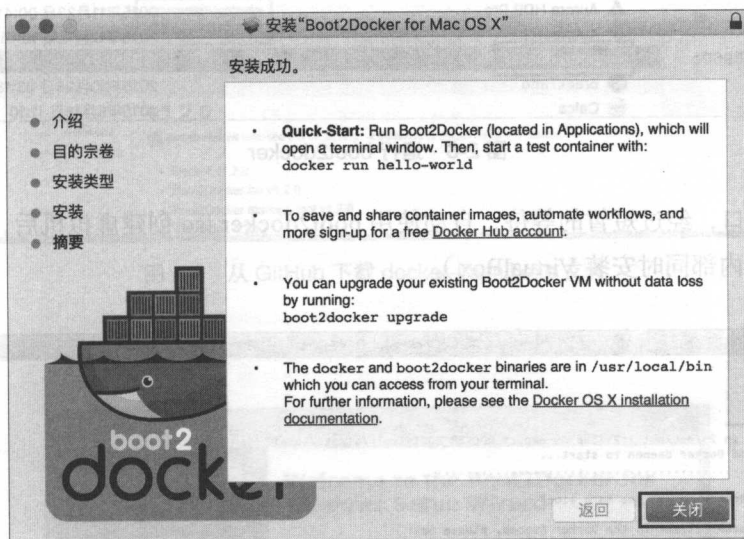 安装“Boot2Docker for Mac OS X”
安装成功。
介绍
目的宗卷
安装类型
安装
摘要
• Quick-Start: Run Boot2Docker (located in Applications), which will
open a terminal window. Then, start a test container with:
docker run hello-world
• To save and share container images, automate workflows, and
more sign-up for a free Docker Hub account.
• You can upgrade your existing Boot2Docker VM without data loss
by running:
boot2docker upgrade
• The docker and boot2docker binaries are in /usr/local/bin
which you can access from your terminal.
For further information, please see the Docker OS X installation
documentation.
boot2
docker
返回
关闭